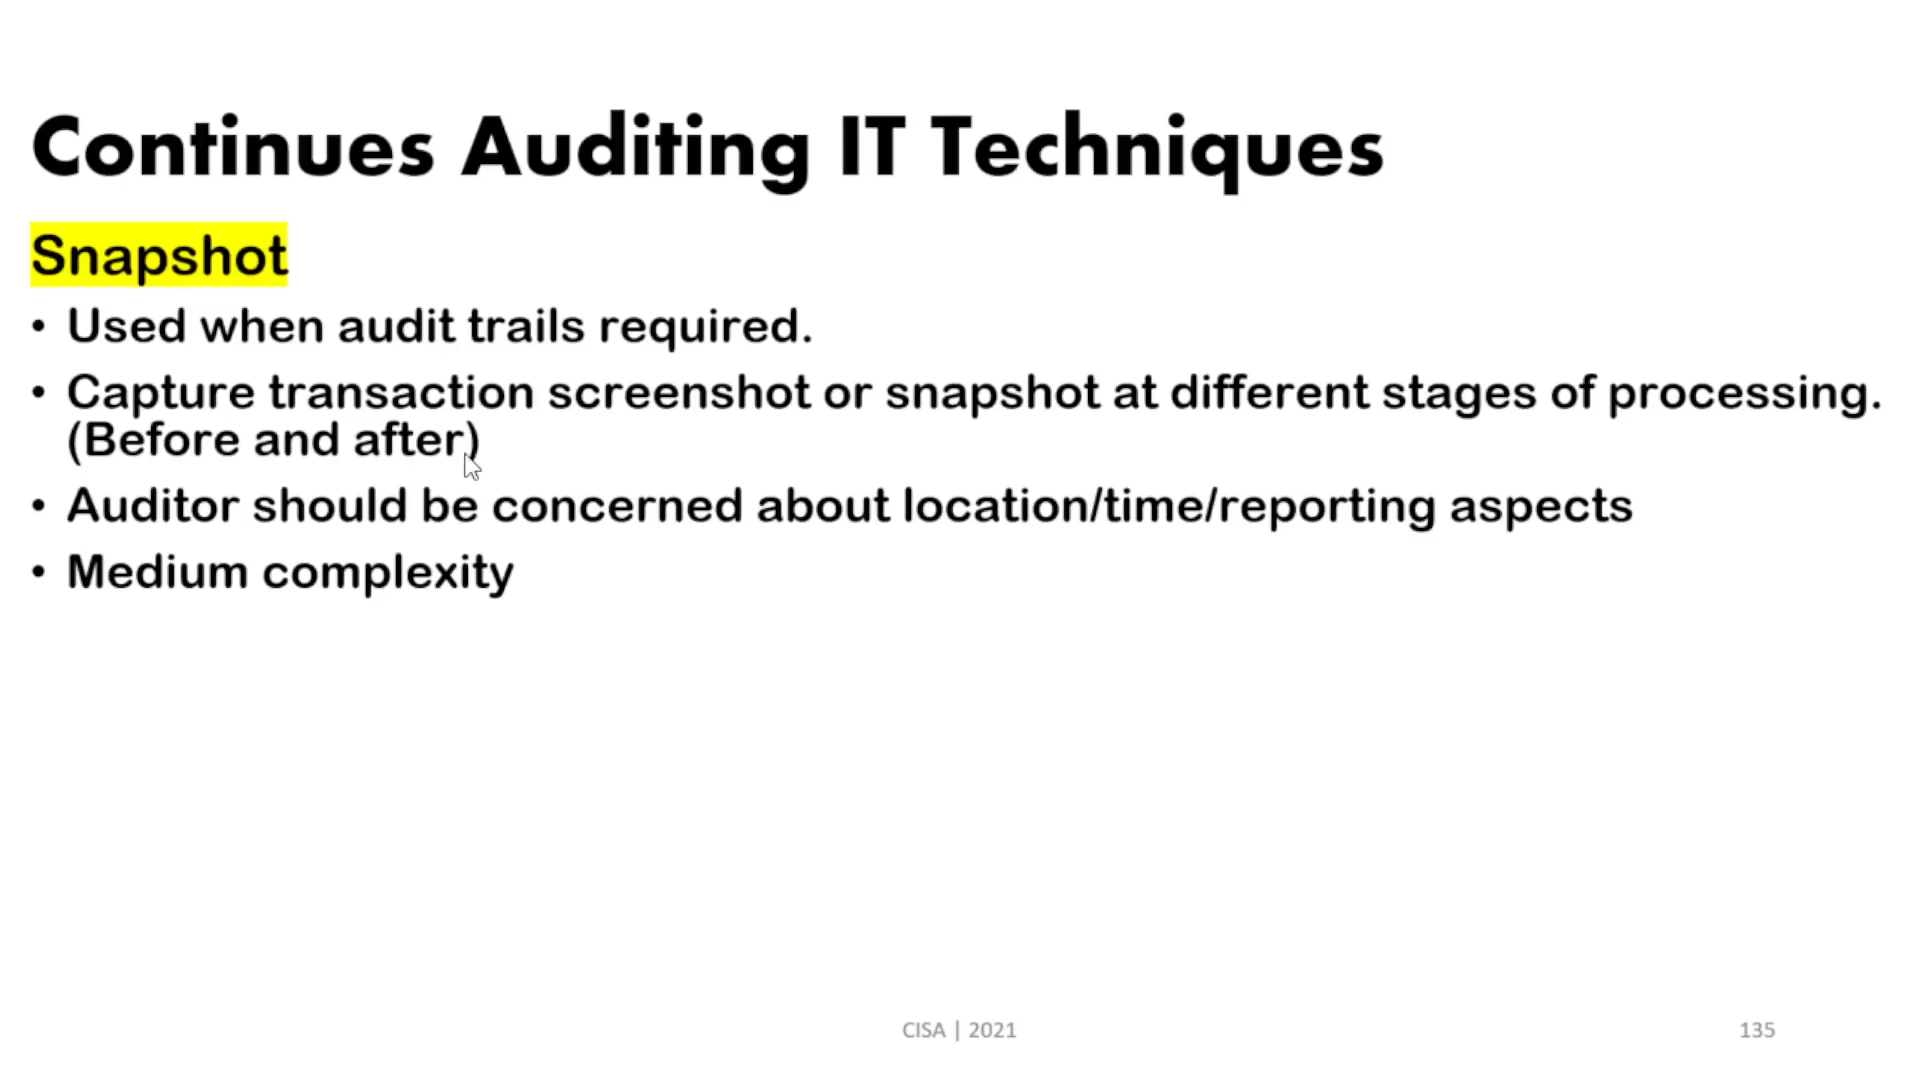 Continues Auditing IT Techniques
Snapshot
• Used when audit trails required.
• Capture transaction screenshot or snapshot at different stages of processing.
(Before and after)
• Auditor should be concerned about location/time/reporting aspects
• Medium complexity
CISA | 2021
135